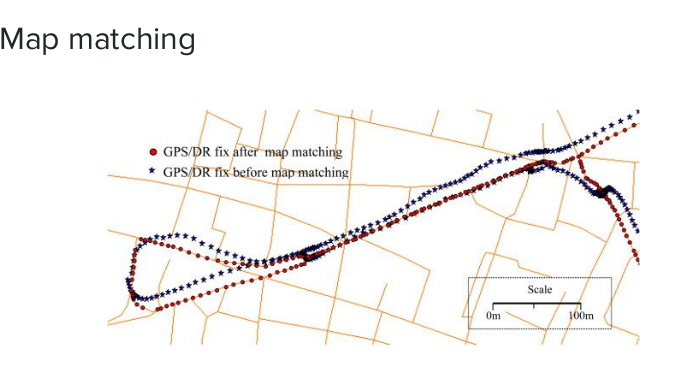 Map matching
GPS/DR fix after map matching
GPS/DR fix before map matching
Scale
0m
100m